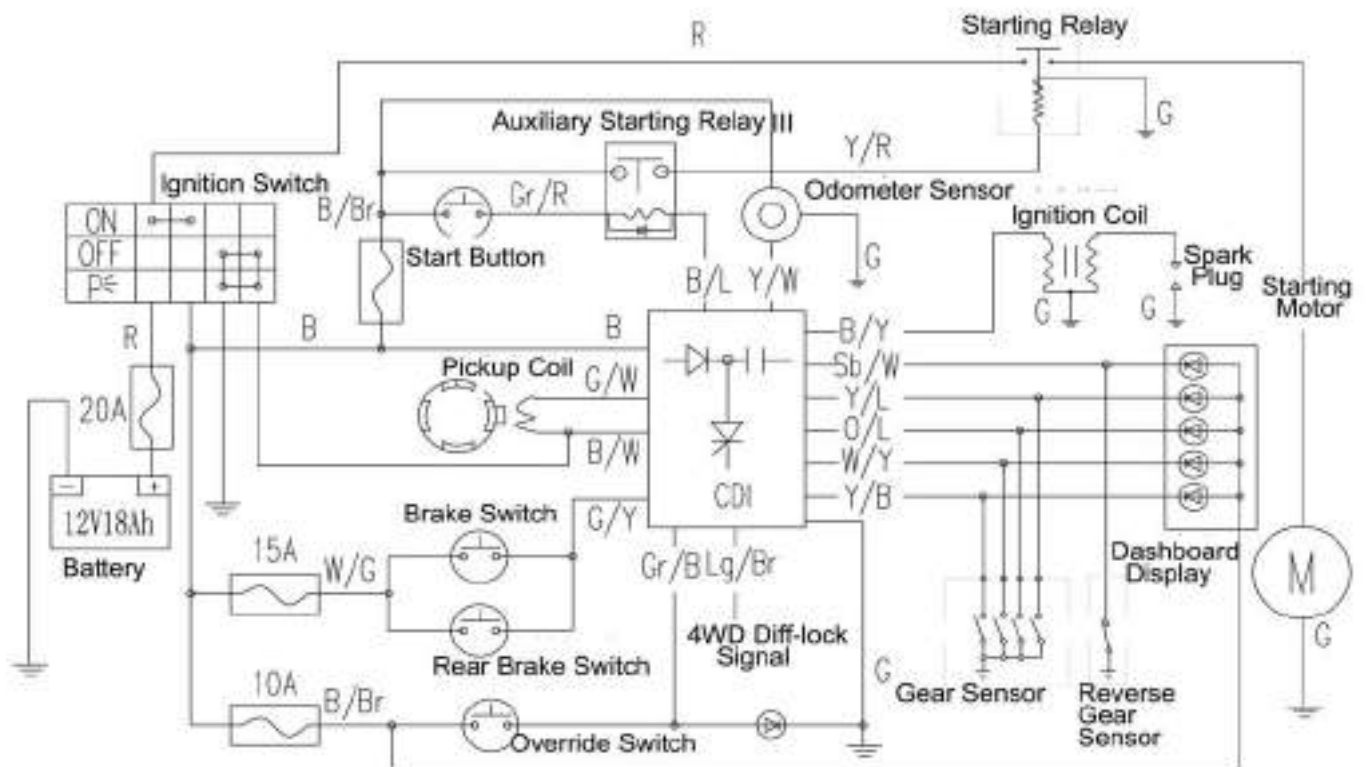 R
Starting Relay
G
Auxiliary Starting Relay III
Y/R
Ignition Switch
Gr/R
Odometer Sensor
B/Br
Ignition Coil
ON
OFF
P
Start Button
B/L
Y/W
G
Spark
Plug
G
G
Starting
Motor
R
B
B
B/Y
Pickup Coil
G/W
Sb/W
20A
Y/L
O/L
B/W
W/Y
CDI
Y/B
12V18Ah
Battery
Brake Switch
G/Y
15A
W/G
Gr/B
Lg/Br
Dashboard
Display
M
4WD Diff-lock
Signal
Rear Brake Switch
G
G
10A
B/Br
Gear Sensor
Reverse
Gear
Sensor
Override Switch